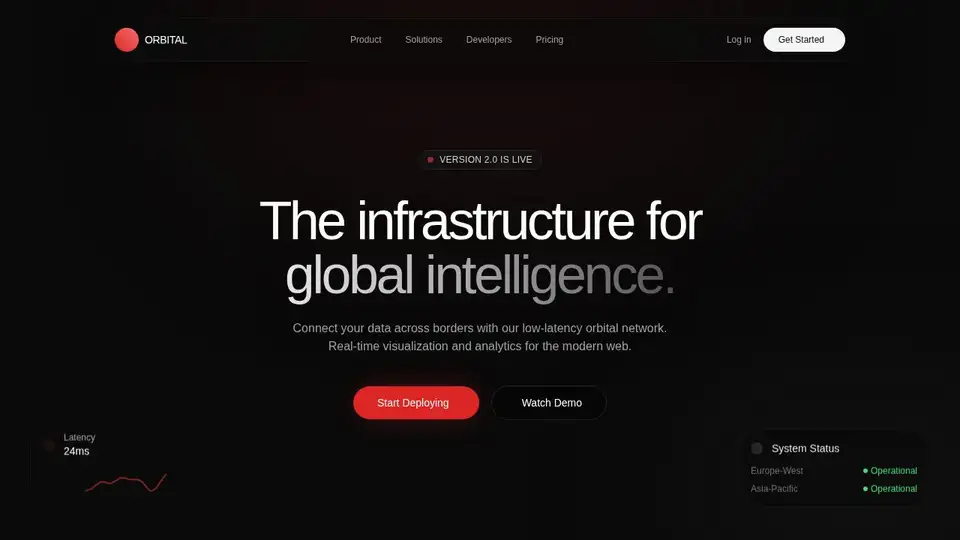 ORBITAL
Product
Solutions
Developers
Pricing
Log in
Get Started
VERSION 2.0 IS LIVE
The infrastructure for
global intelligence.
Connect your data across borders with our low-latency orbital network.
Real-time visualization and analytics for the modern web.
Start Deploying
Watch Demo
Latency
24ms
System Status
Europe-West
Operational
Asia-Pacific
Operational